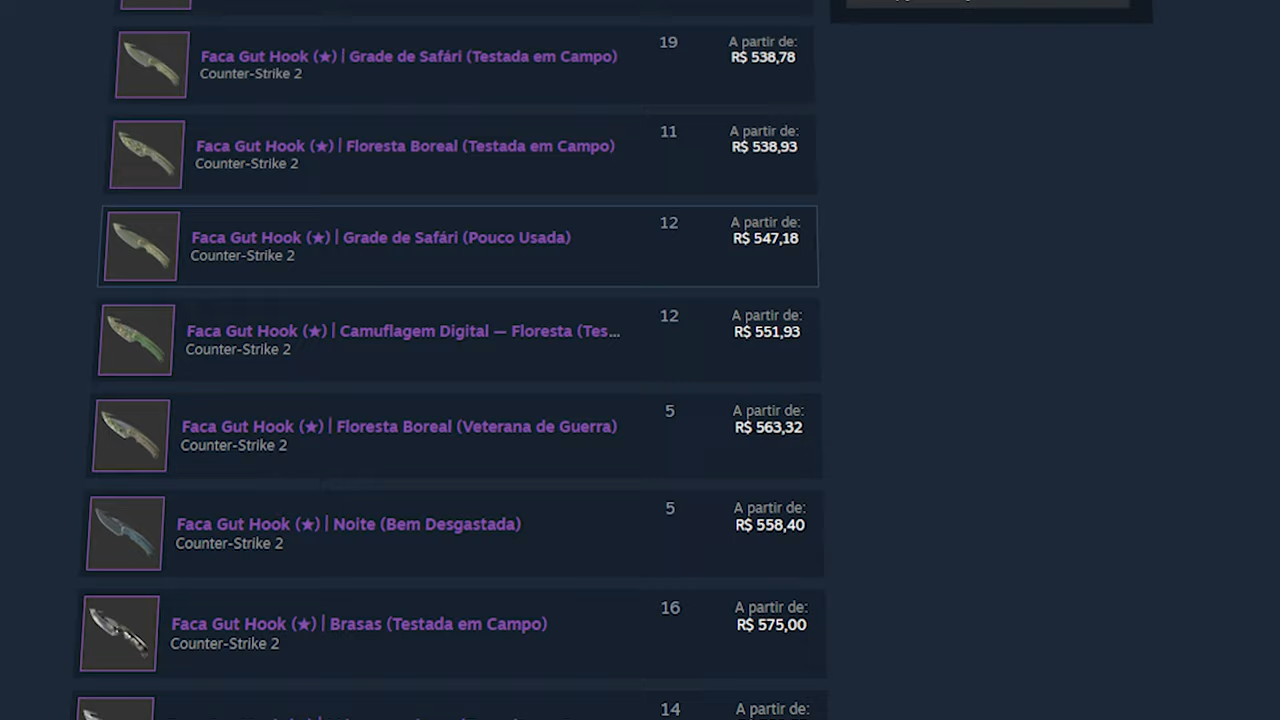 19
A partir de:
Faca Gut Hook (★) | Grade de Safári (Testada em Campo)
R$ 538,78
Counter-Strike 2
11
A partir de:
Faca Gut Hook (★) | Floresta Boreal (Testada em Campo)
R$ 538,93
Counter-Strike 2
12
A partir de:
Faca Gut Hook (★) | Grade de Safári (Pouco Usada)
R$ 547,18
Counter-Strike 2
12
A partir de:
Faca Gut Hook (★) | Camuflagem Digital — Floresta (Tes...
R$ 551,93
Counter-Strike 2
5
A partir de:
Faca Gut Hook (★) | Floresta Boreal (Veterana de Guerra)
R$ 563,32
Counter-Strike 2
5
A partir de:
Faca Gut Hook (★) | Noite (Bem Desgastada)
R$ 558,40
Counter-Strike 2
16
A partir de:
Faca Gut Hook (★) | Brasas (Testada em Campo)
R$ 575,00
Counter-Strike 2
14
A partir de: